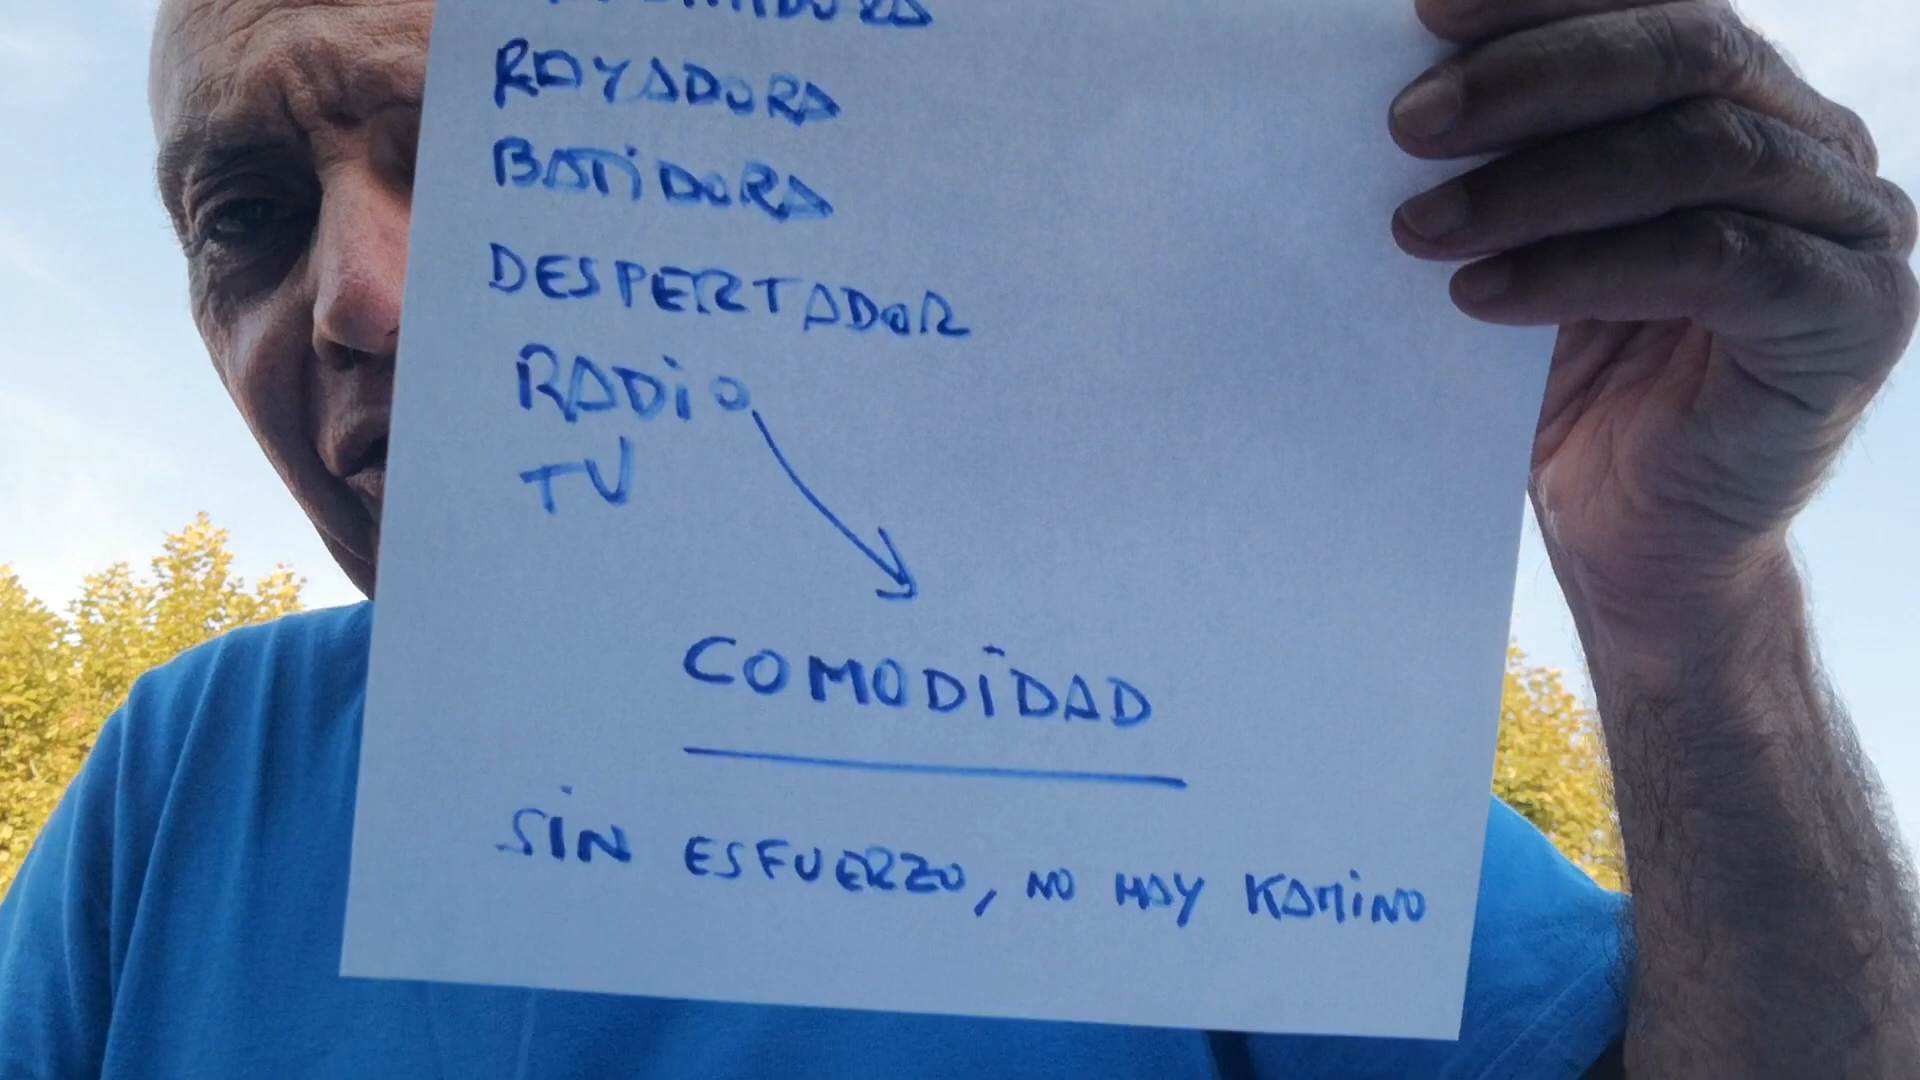 RAYADORA
BATIDORA
DESPERTADOR
RADIO
TV
COMODIDAD
SIN ESFUERZO, NO HAY KAMINO